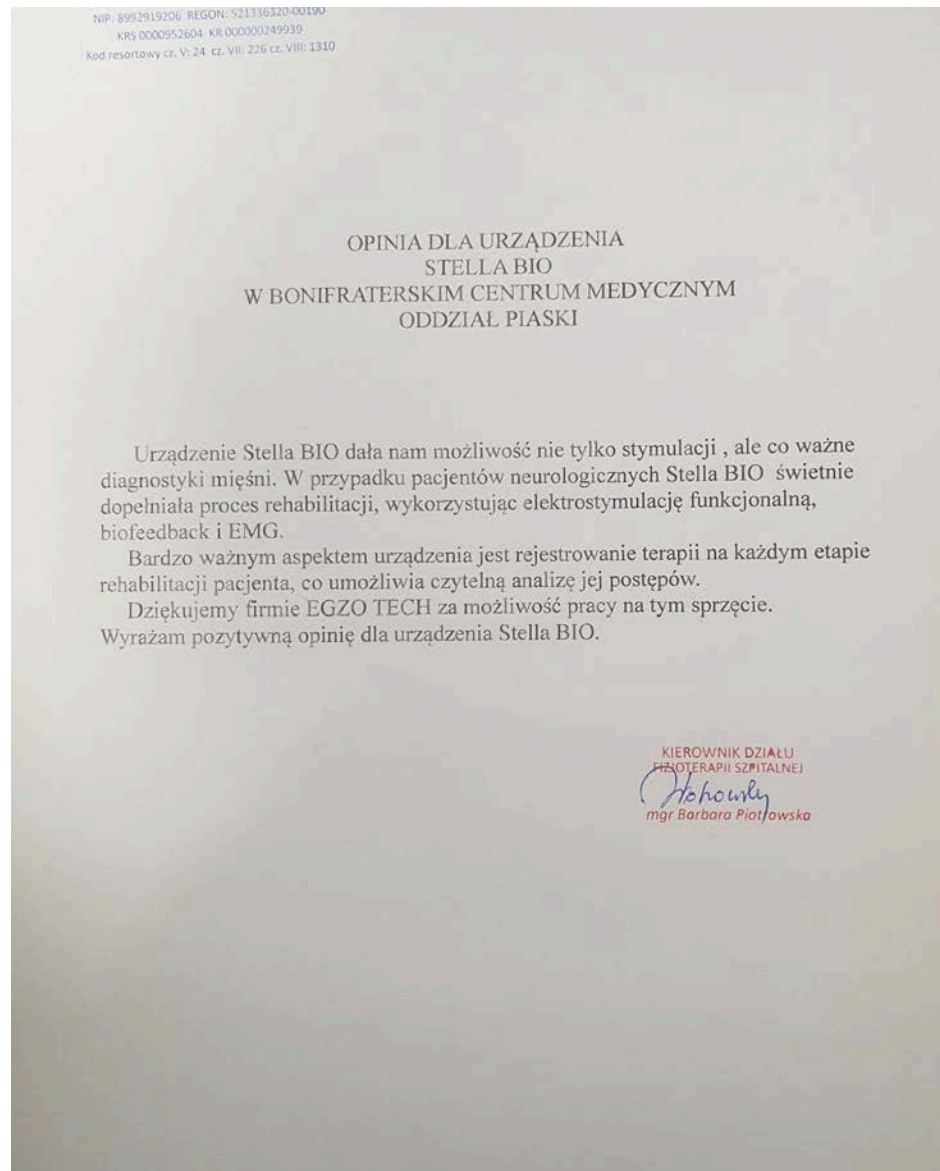 NIP: 8992919206 REGON: 521336320-00190
KRS 0000952604 KR 000000249939
Kod resortowy cz. V: 24 cz. VII: 226 cz. VIII: 1310
OPINIA DLA URZĄDZENIA
STELLA BIO
W BONIFRATERSKIM CENTRUM MEDYCZNYM
ODDZIAŁ PIASKI
Urządzenie Stella BIO dała nam możliwość nie tylko stymulacji , ale co ważne
diagnostyki mięśni. W przypadku pacjentów neurologicznych Stella BIO świetnie
dopełniała proces rehabilitacji, wykorzystując elektrostymulację funkcjonalną,
biofeedback i EMG.
Bardzo ważnym aspektem urządzenia jest rejestrowanie terapii na każdym etapie
rehabilitacji pacjenta, co umożliwia czytelną analizę jej postępów.
Dziękujemy firmie EGZO TECH za możliwość pracy na tym sprzęcie.
Wyrażam pozytywną opinię dla urządzenia Stella BIO.
KIEROWNIK DZIAŁU
FIZJOTERAPII SZPITALNEJ
mgr Barbara Piotrowska